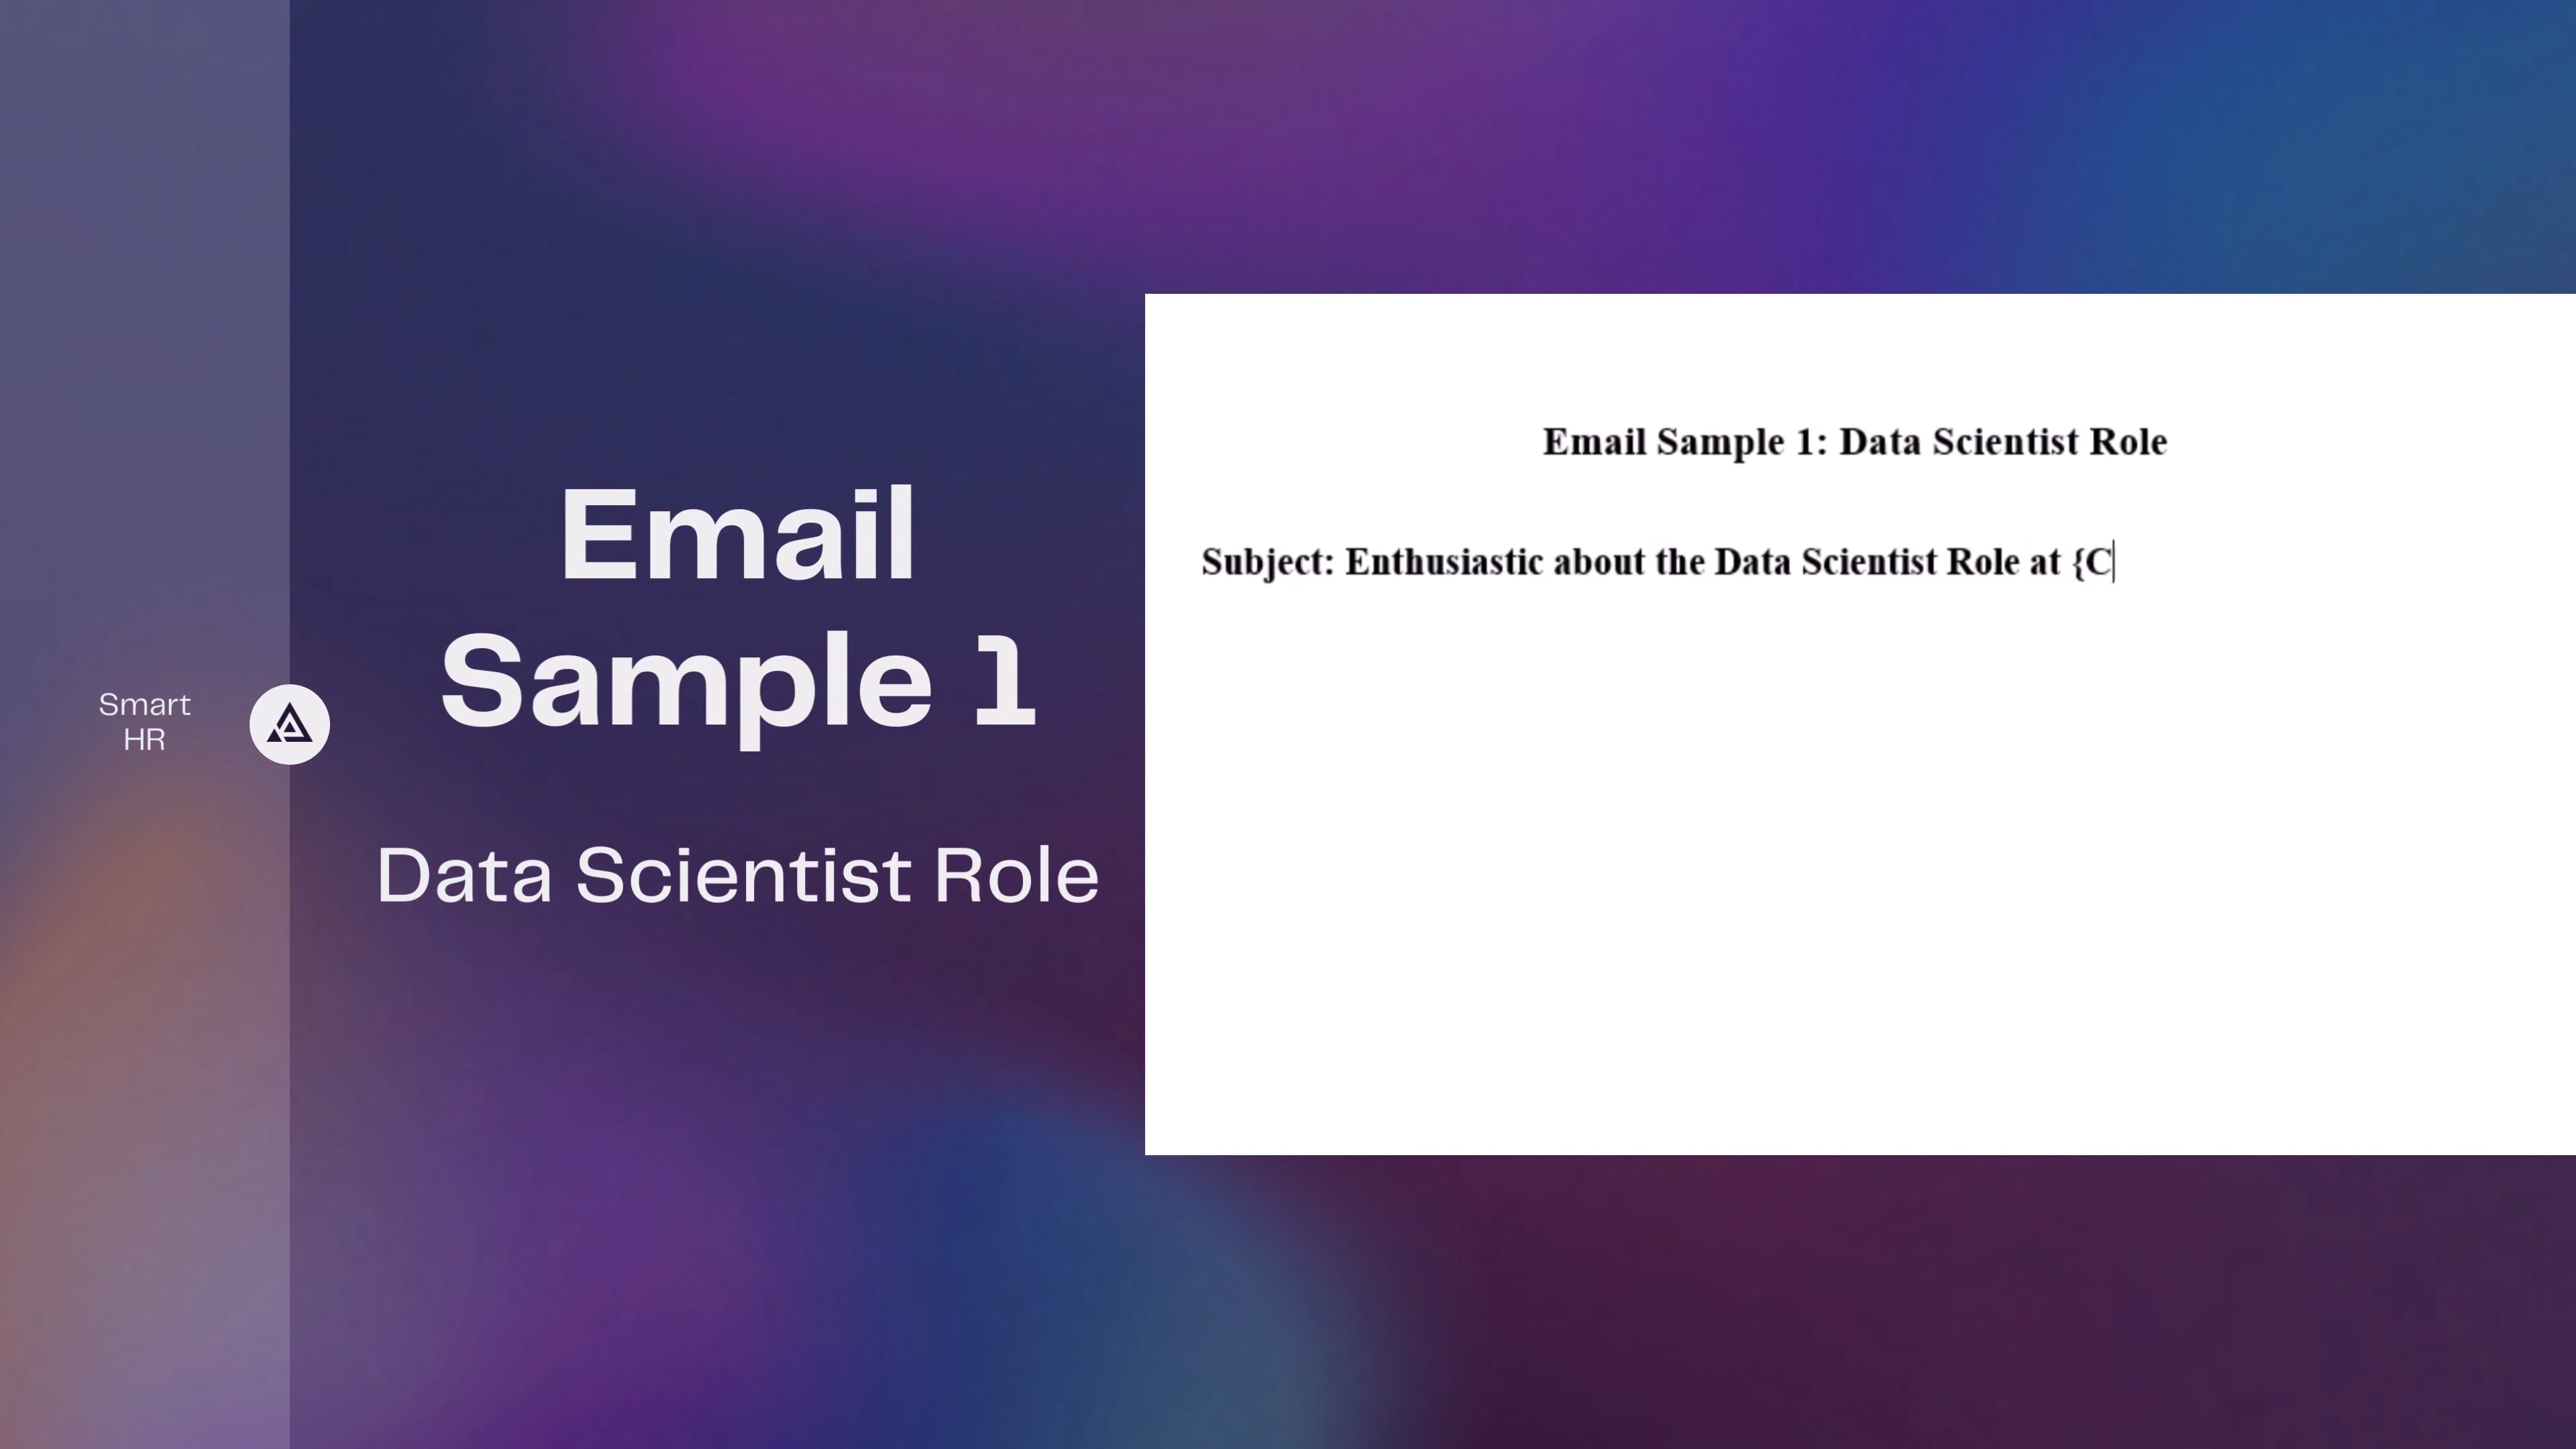 Smart
HR
Email
Sample 1
Data Scientist Role
Email Sample 1: Data Scientist Role
Subject: Enthusiastic about the Data Scientist Role at {C